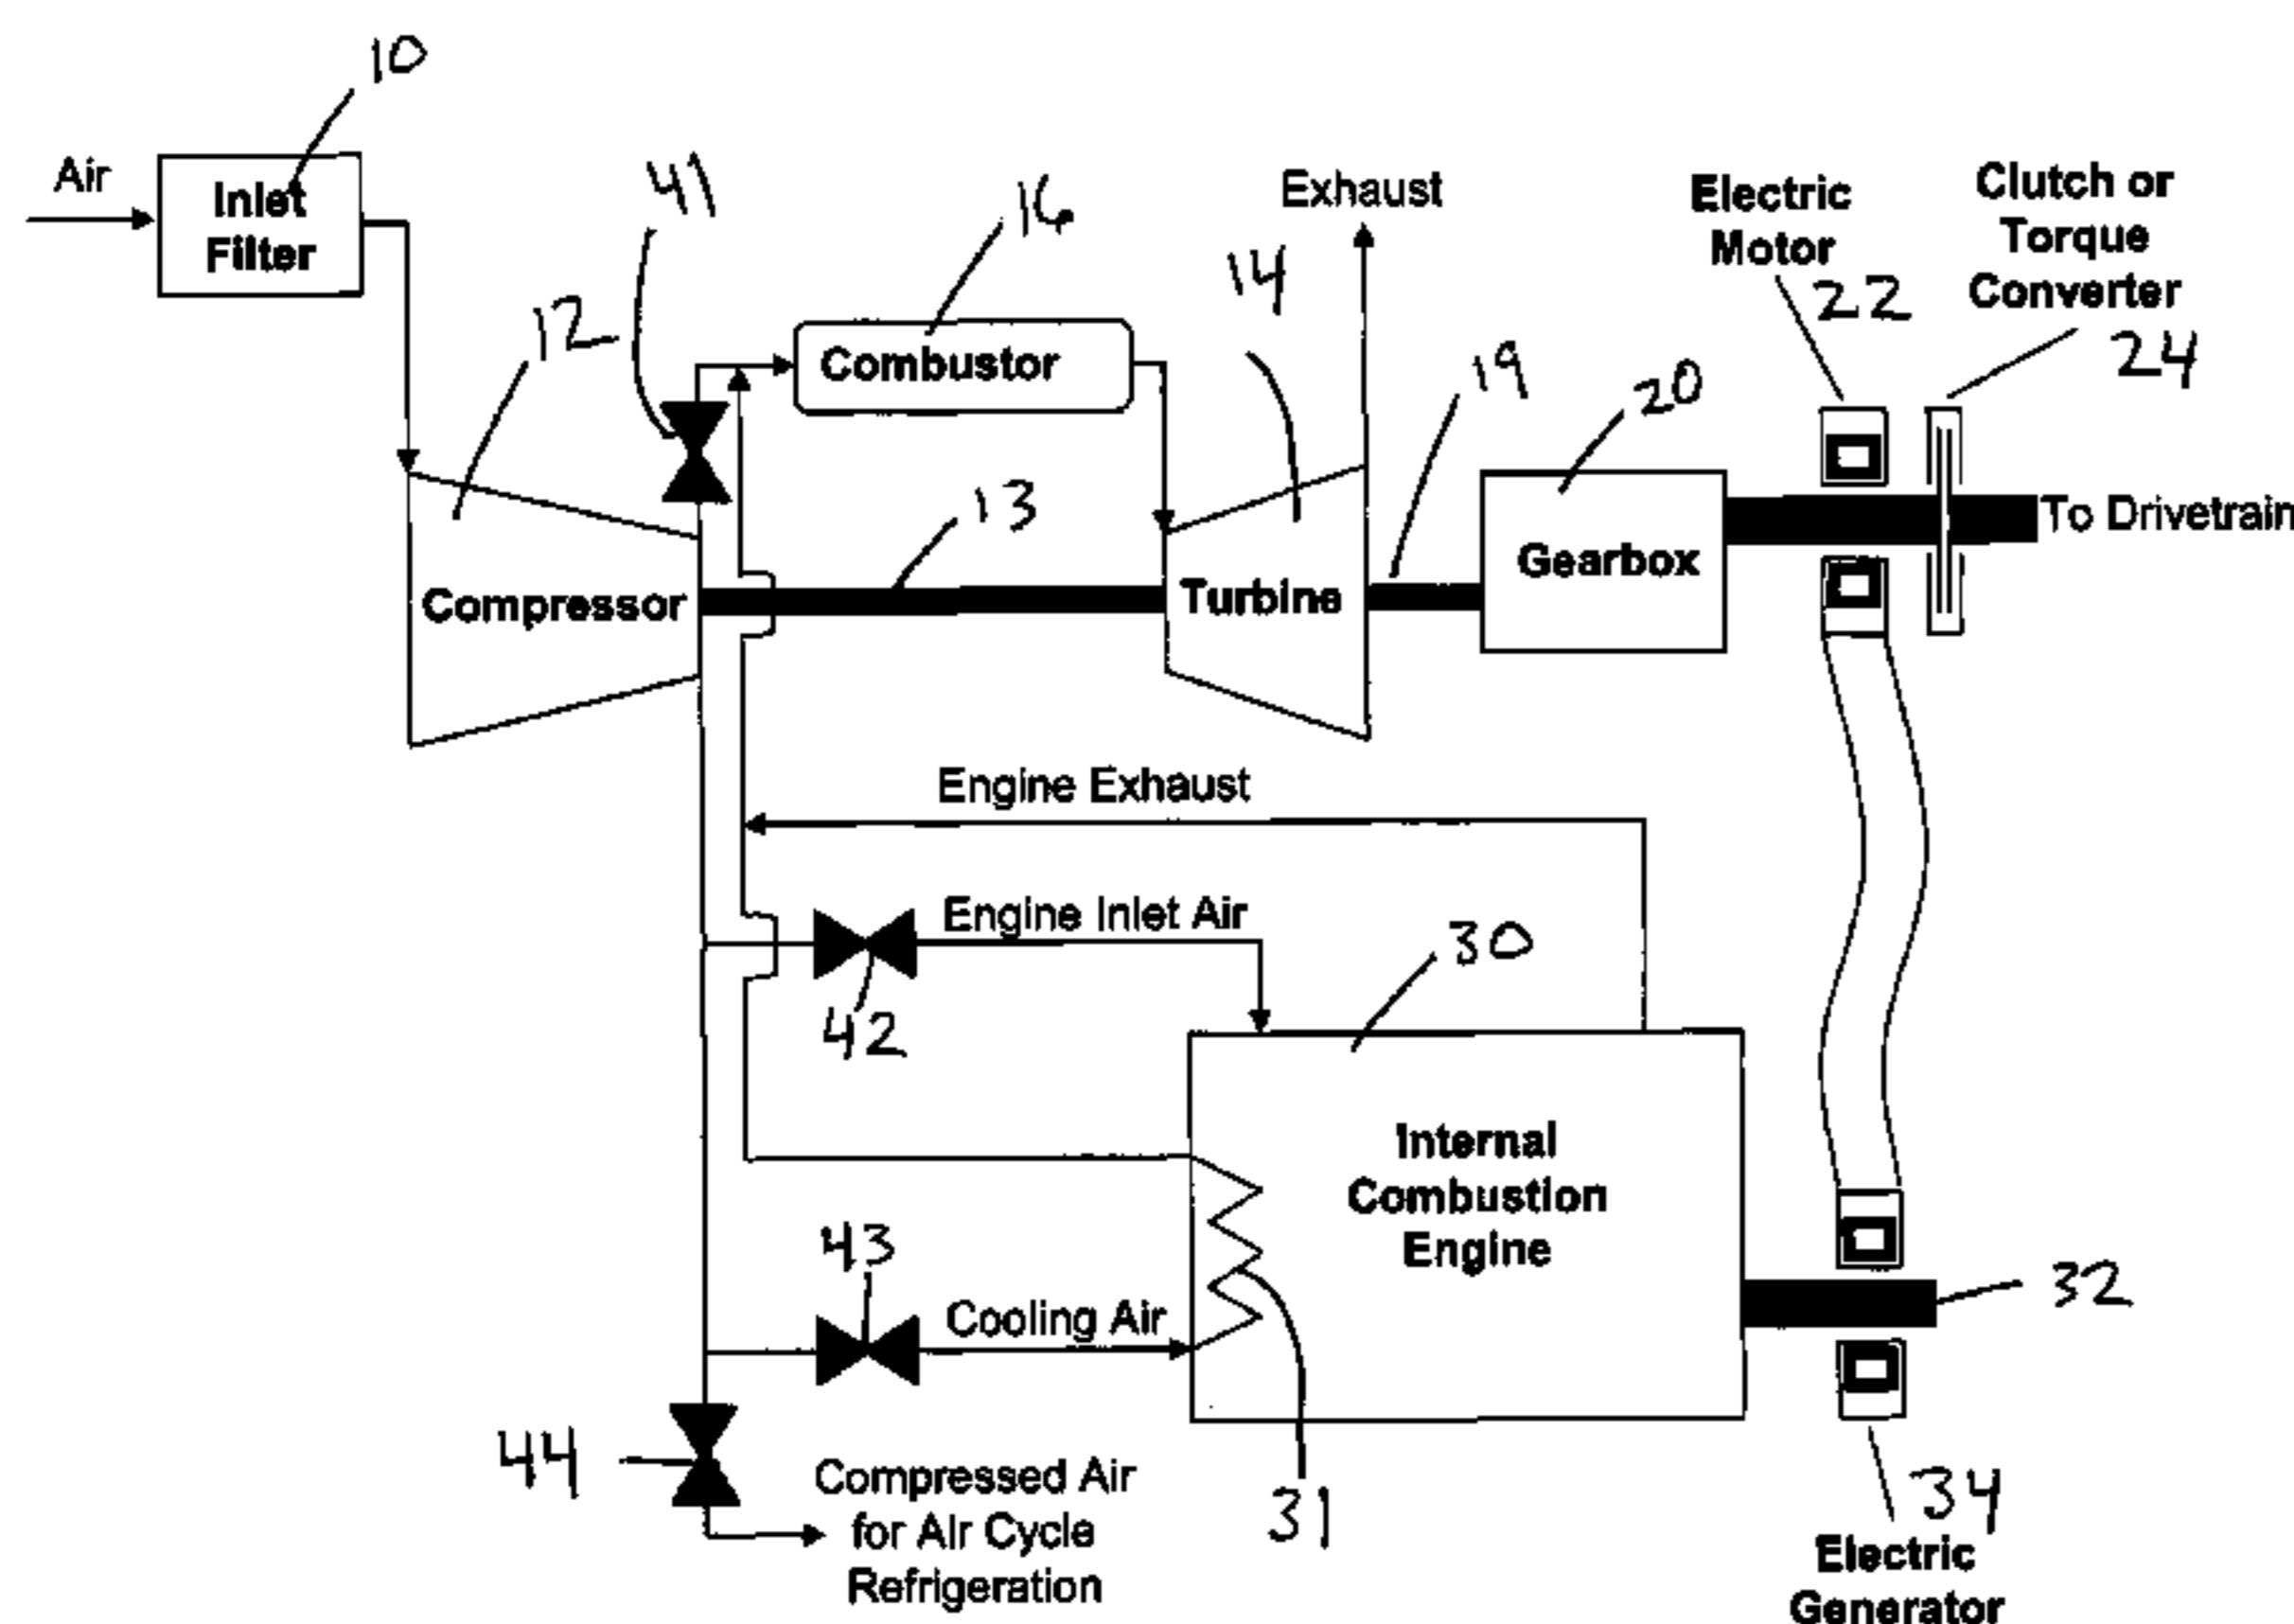 10
Air
Inlet
Filter
41
16
Exhaust
14
Electric
Motor
22
Clutch or
Torque
Converter
24
12
Combustor
19
20
13
To Drivetrain
Compressor
Turbine
Gearbox
Engine Exhaust
Engine Inlet Air
30
42
Internal
Combustion
Engine
43
Cooling Air
32
44
Compressed Air
for Air Cycle
Refrigeration
31
34
Electric
Generator